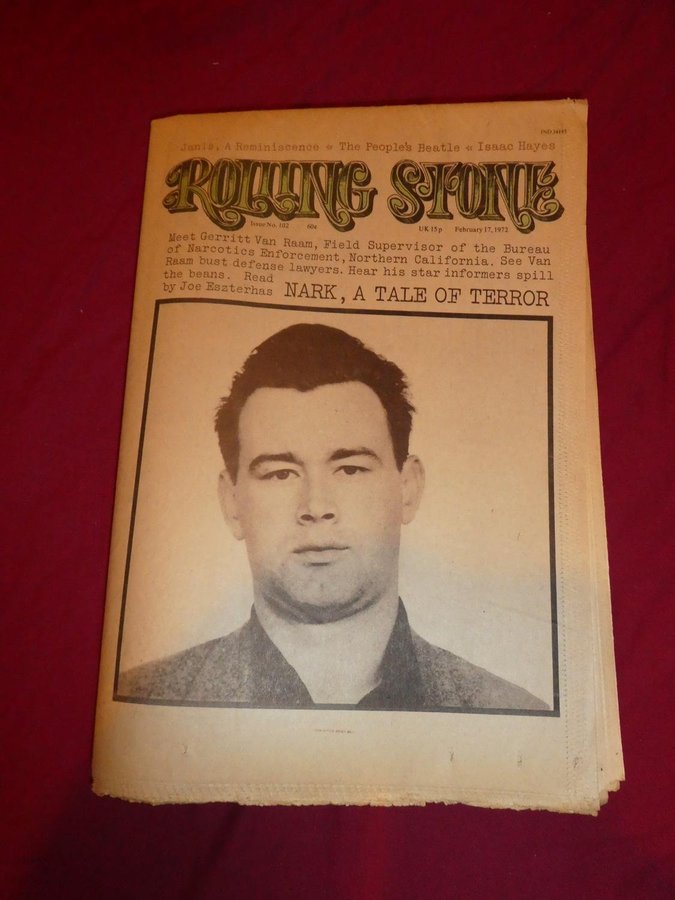 Janis, A Reminiscence * The People's Beatle * Isaac Hayes
ROLLING STONE
Issue No. 102 60¢ UK 15p February 17, 1972
Meet Gerritt Van Raam, Field Supervisor of the Bureau
of Narcotics Enforcement, Northern California. See Van
Raam bust defense lawyers. Hear his star informers spill
the beans. Read
by Joe Eszterhas NARK, A TALE OF TERROR